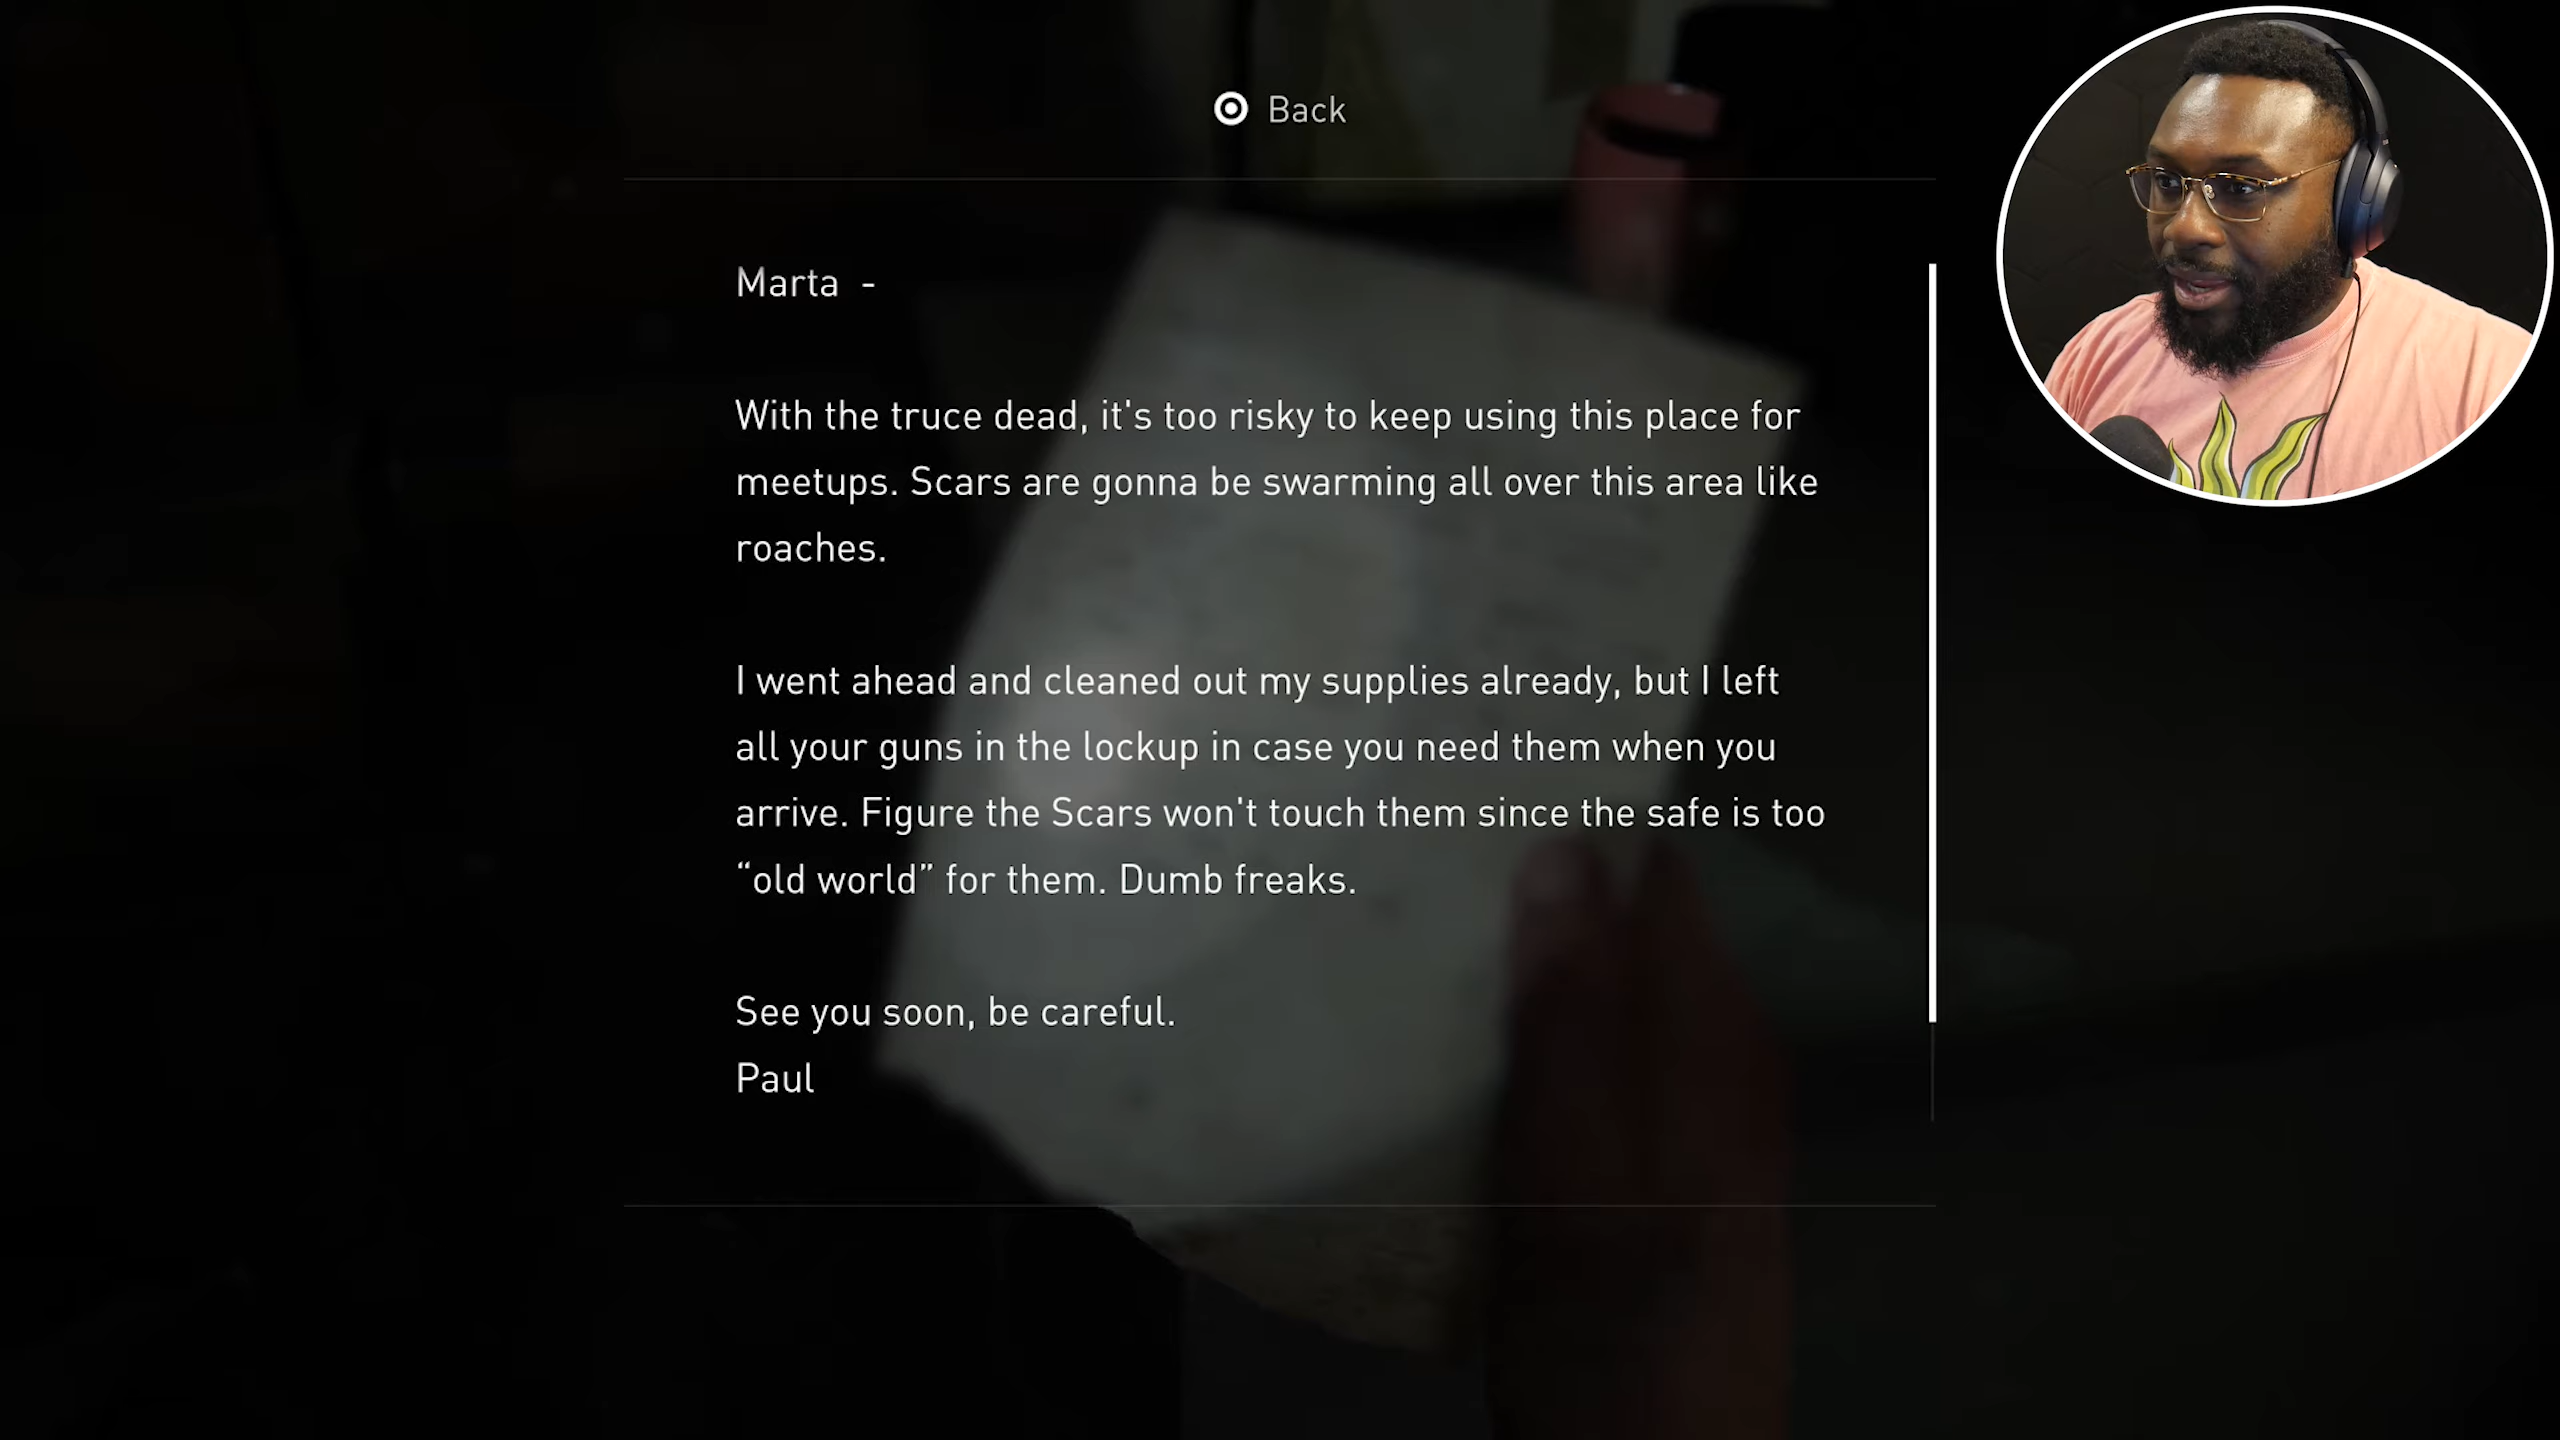 Back
Marta -
With the truce dead, it's too risky to keep using this place for
meetups. Scars are gonna be swarming all over this area like
roaches.
I went ahead and cleaned out my supplies already, but I left
all your guns in the lockup in case you need them when you
arrive. Figure the Scars won't touch them since the safe is too
“old world” for them. Dumb freaks.
See you soon, be careful.
Paul